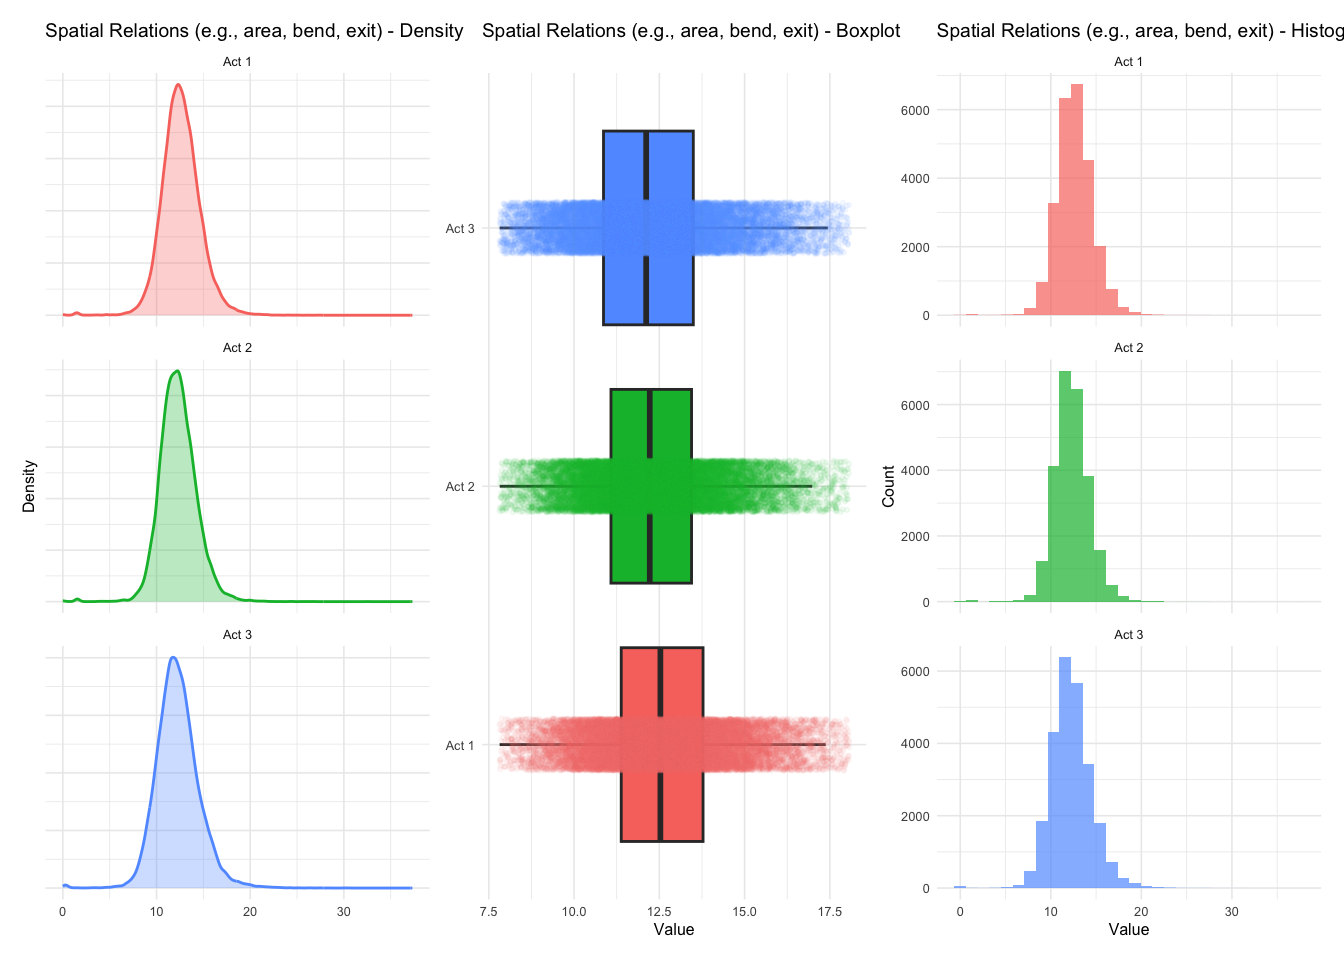 Spatial Relations (e.g., area, bend, exit) - Density
Act 1
Act 2
Act 3
Density
0 10 20 30
Spatial Relations (e.g., area, bend, exit) - Boxplot
Act 3
Act 2
Act 1
7.5 10.0 12.5 15.0 17.5
Value
Spatial Relations (e.g., area, bend, exit) - Histog
Act 1
6000
4000
2000
0
Act 2
6000
4000
2000
0
Act 3
6000
4000
2000
0
Count
0 10 20 30
Value